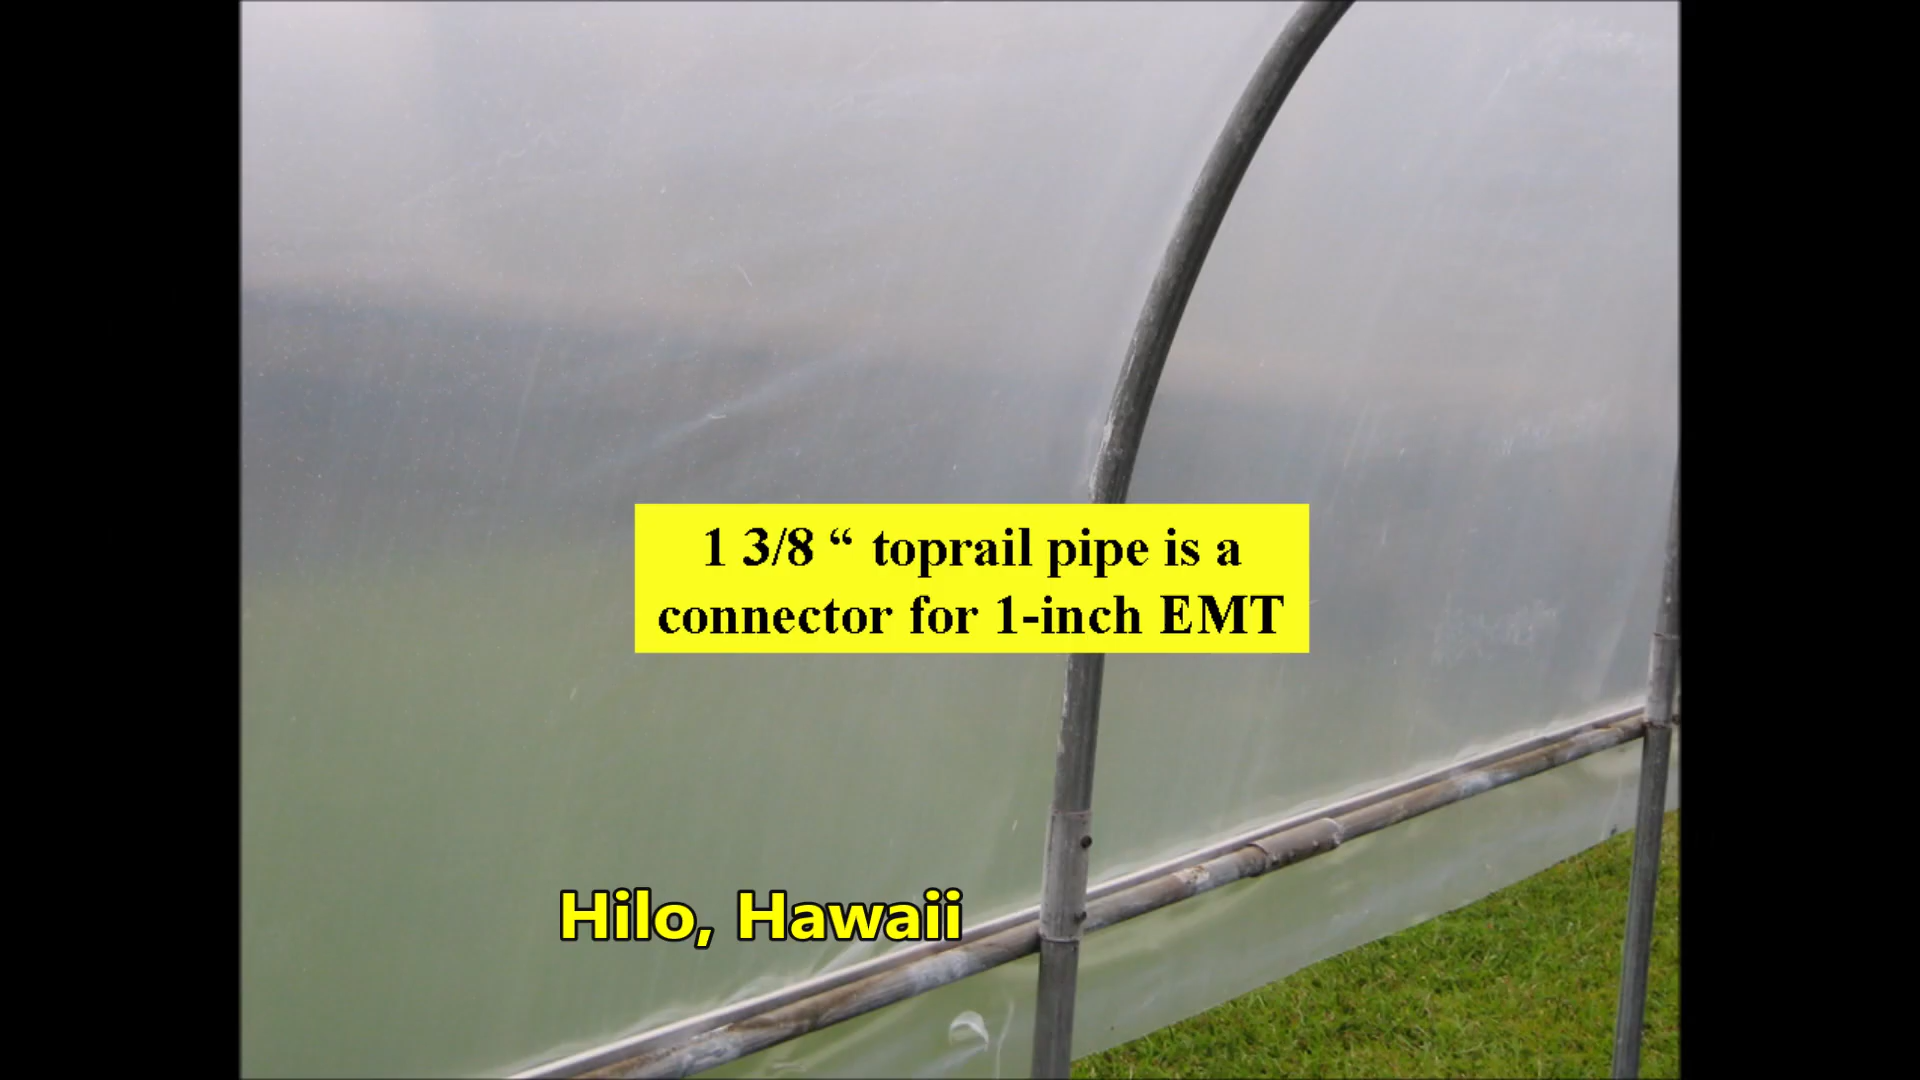 1 3/8 “ toprail pipe is a
connector for 1-inch EMT
Hilo, Hawaii